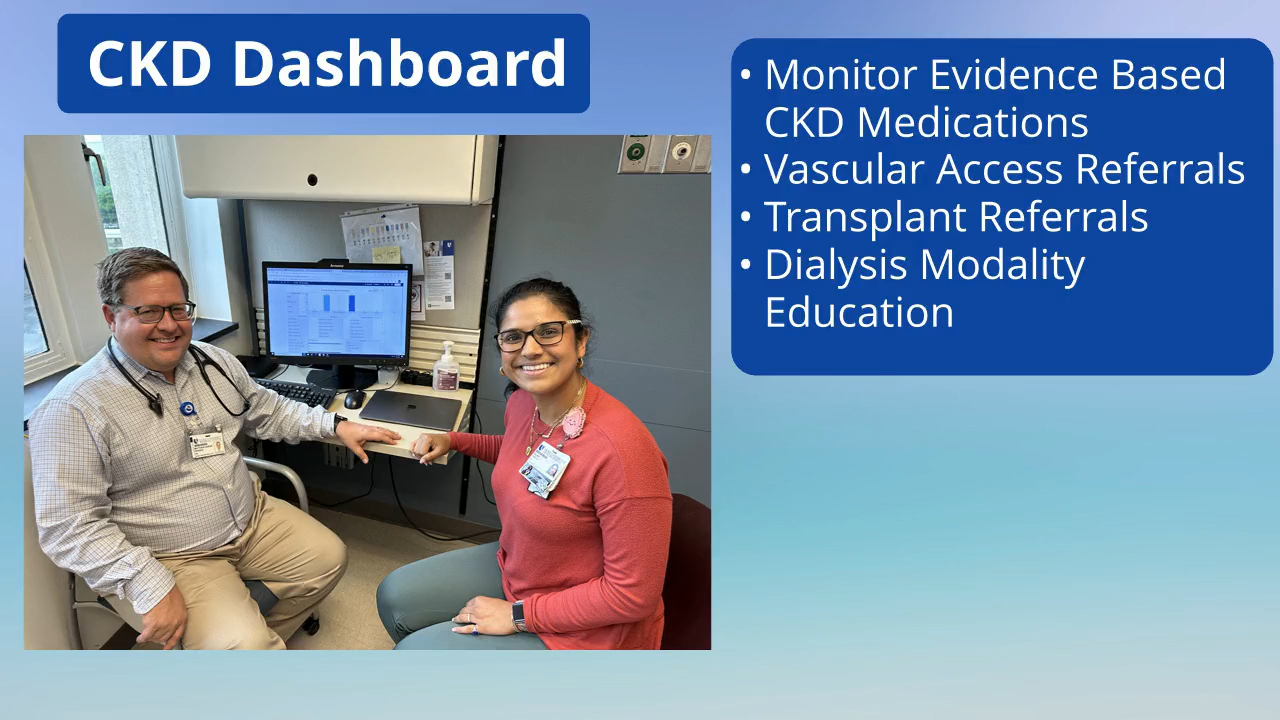 CKD Dashboard
• Monitor Evidence Based
CKD Medications
• Vascular Access Referrals
• Transplant Referrals
• Dialysis Modality
Education